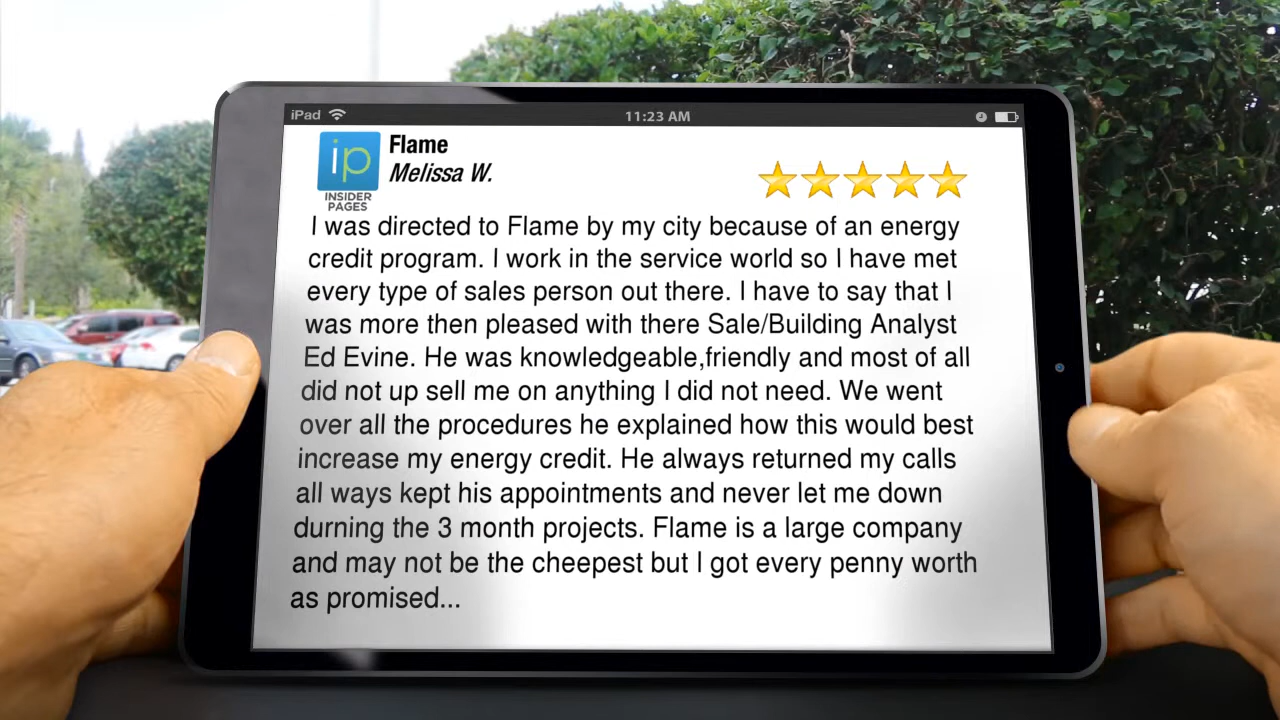 iPad
11:23 AM
ip
INSIDER
PAGES
Flame
Melissa W.
I was directed to Flame by my city because of an energy
credit program. I work in the service world so I have met
every type of sales person out there. I have to say that I
was more then pleased with there Sale/Building Analyst
Ed Evine. He was knowledgeable,friendly and most of all
did not up sell me on anything I did not need. We went
over all the procedures he explained how this would best
increase my energy credit. He always returned my calls
all ways kept his appointments and never let me down
durning the 3 month projects. Flame is a large company
and may not be the cheepest but I got every penny worth
as promised...